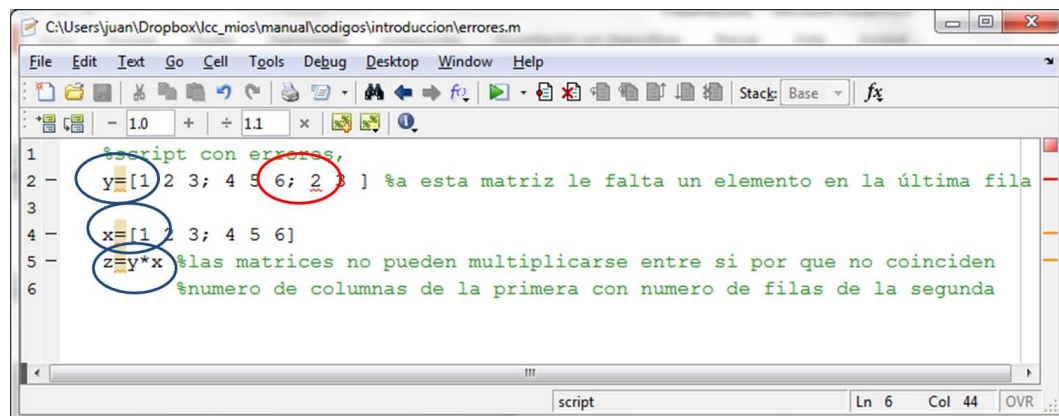 C:\Users\juan\Dropbox\lcc_mios\manual\codigos\introduccion\errores.m
File Edit Text Go Cell Tools Debug Desktop Window Help
Stack: Base fx
- 1.0 + ÷ 1.1 ×
1 %script con errores,
2 - y=[1 2 3; 4 5 6; 2 3 ] %a esta matriz le falta un elemento en la última fila
3
4 - x=[1 2 3; 4 5 6]
5 - z=y*x %las matrices no pueden multiplicarse entre si por que no coinciden
6 %numero de columnas de la primera con numero de filas de la segunda
script Ln 6 Col 44 OVR